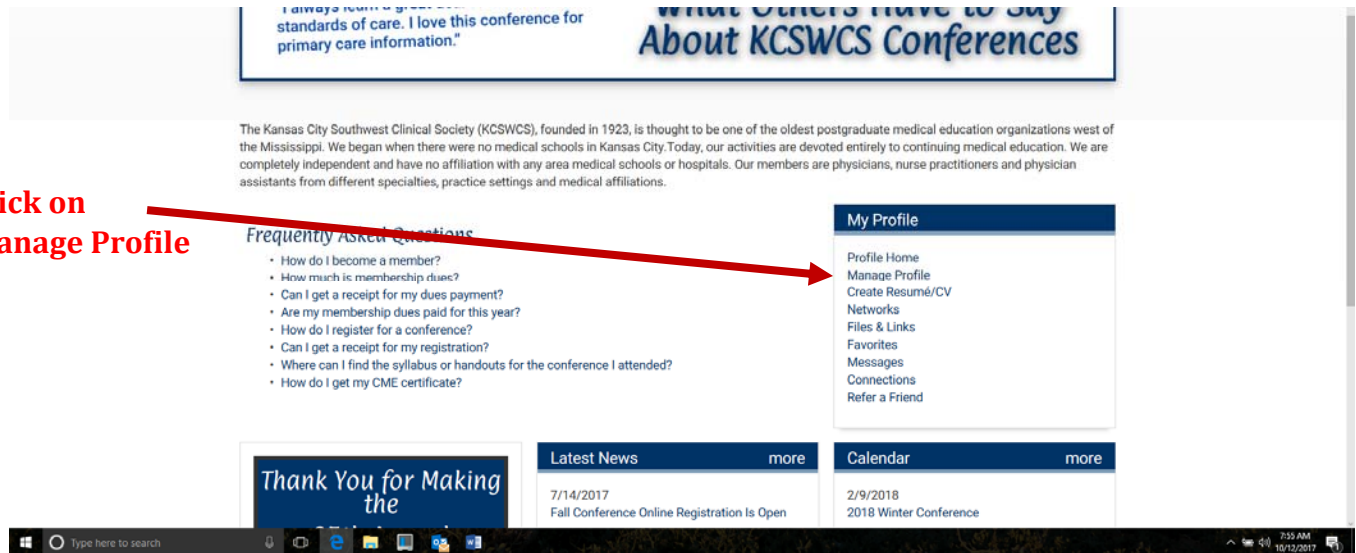 standards of care. I love this conference for
primary care information."
What Others Have to Say
About KCSWCS Conferences
The Kansas City Southwest Clinical Society (KCSWCS), founded in 1923, is thought to be one of the oldest postgraduate medical education organizations west of
the Mississippi. We began when there were no medical schools in Kansas City.Today, our activities are devoted entirely to continuing medical education. We are
completely independent and have no affiliation with any area medical schools or hospitals. Our members are physicians, nurse practitioners and physician
assistants from different specialties, practice settings and medical affiliations.
ick on
anage Profile
Frequently Asked Questions
• How do I become a member?
• How much is membership dues?
• Can I get a receipt for my dues payment?
• Are my membership dues paid for this year?
• How do I register for a conference?
• Can I get a receipt for my registration?
• Where can I find the syllabus or handouts for the conference I attended?
• How do I get my CME certificate?
My Profile
Profile Home
Manage Profile
Create Resumé/CV
Networks
Files & Links
Favorites
Messages
Connections
Refer a Friend
Thank You for Making
the
Latest News more
7/14/2017
Fall Conference Online Registration Is Open
Calendar more
2/9/2018
2018 Winter Conference
Type here to search
7:55 AM
10/12/2017